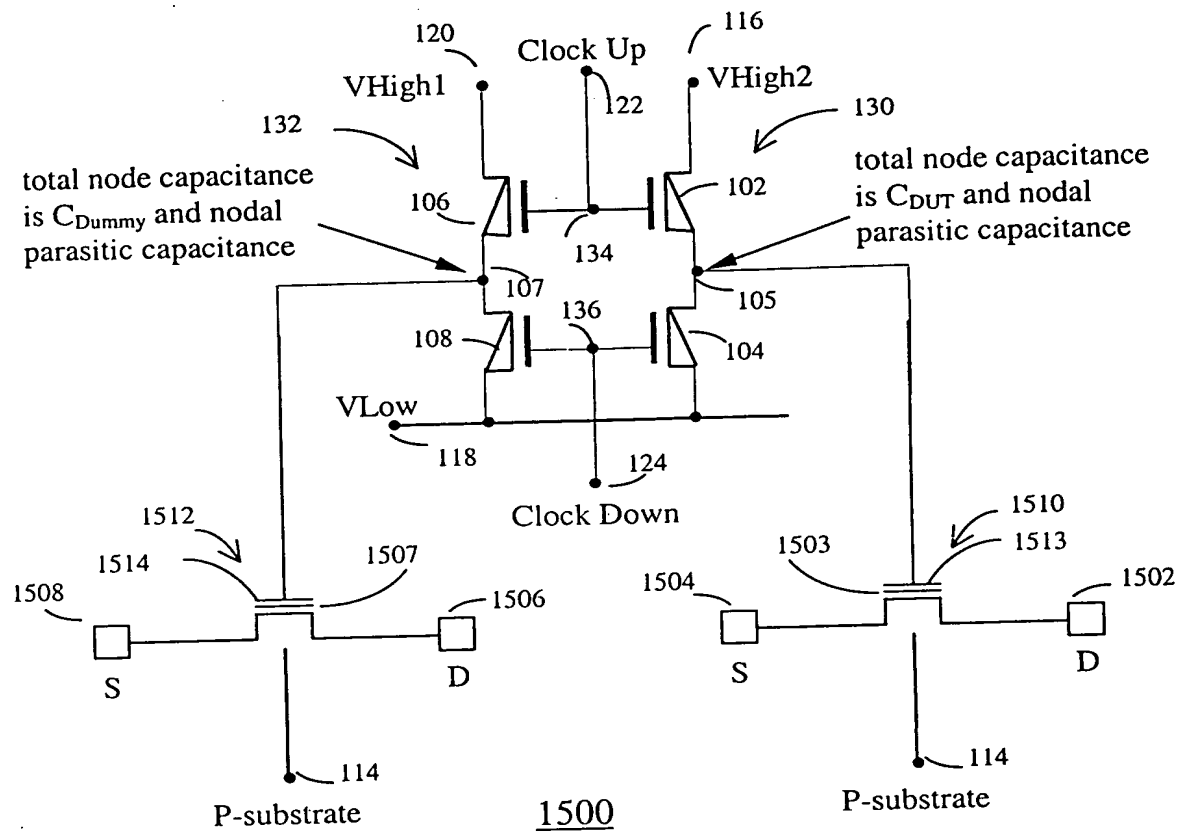 120
116
Clock Up
VHigh1
VHigh2
122
132
130
total node capacitance
is CDummy and nodal
parasitic capacitance
total node capacitance
is CDUT and nodal
parasitic capacitance
106
102
134
107
105
136
108
104
VLow
118
124
Clock Down
1512
1514
1507
1508
1506
S
D
1510
1513
1503
1504
1502
S
D
114
P-substrate
114
P-substrate
1500